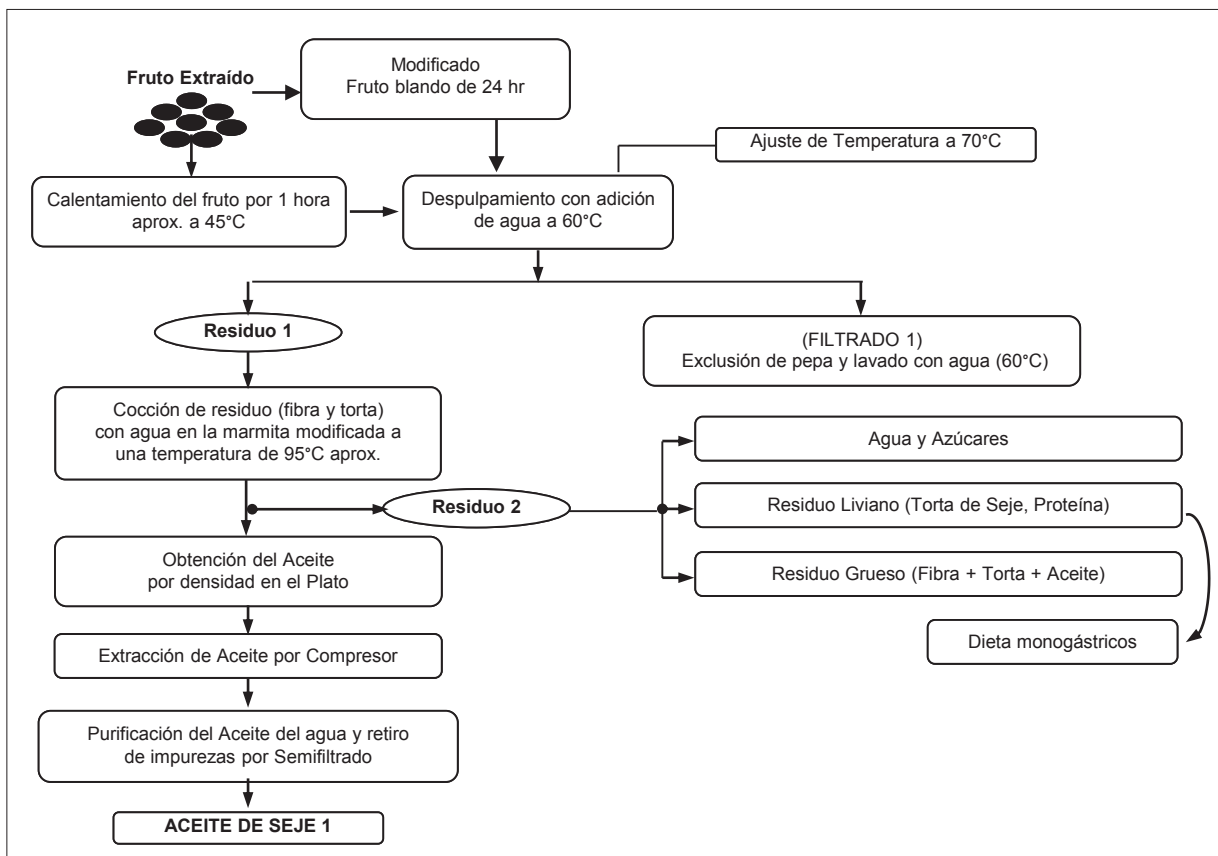 Fruto Extraído
Modificado
Fruto blando de 24 hr
Ajuste de Temperatura a 70°C
Calentamiento del fruto por 1 hora
aprox. a 45°C
Despulpamiento con adición
de agua a 60°C
Residuo 1
(FILTRADO 1)
Exclusión de pepa y lavado con agua (60°C)
Cocción de residuo (fibra y torta)
con agua en la marmita modificada a
una temperatura de 95°C aprox.
Agua y Azúcares
Residuo 2
Residuo Liviano (Torta de Seje, Proteína)
Obtención del Aceite
por densidad en el Plato
Residuo Grueso (Fibra + Torta + Aceite)
Dieta monogástricos
Extracción de Aceite por Compresor
Purificación del Aceite del agua y retiro
de impurezas por Semifiltrado
ACEITE DE SEJE 1